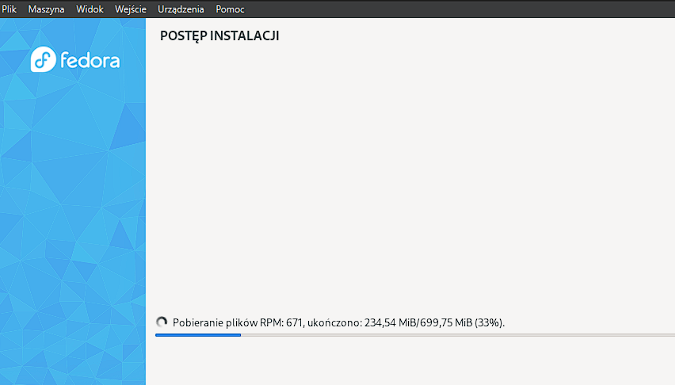 Plik Maszyna Widok Wejście Urządzenia Pomoc
fedora
POSTĘP INSTALACJI
Pobieranie plików RPM: 671, ukończono: 234,54 MiB/699,75 MiB (33%).